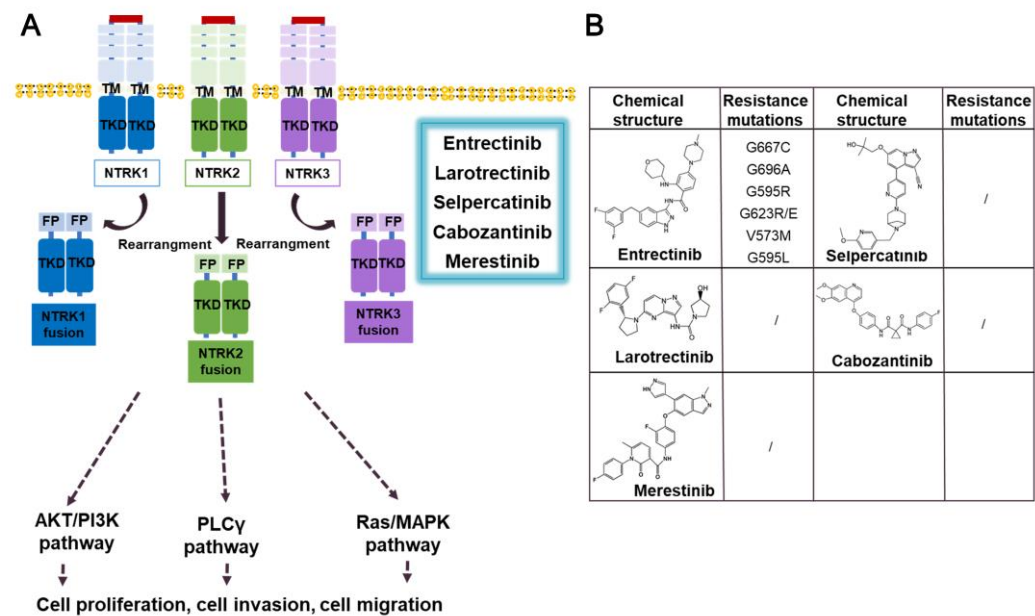 A
TM TM TM TM TM TM
TKD TKD TKD TKD TKD TKD
NTRK1 NTRK2 NTRK3
FP FP FP FP
Rearrangment Rearrangment
FP FP
TKD TKD TKD TKD
TKD TKD
NTRK1
fusion
NTRK3
fusion
NTRK2
fusion
Entrectinib
Larotrectinib
Selpercatinib
Cabozantinib
Merestinib
AKT/PI3K
pathway
PLCγ
pathway
Ras/MAPK
pathway
Cell proliferation, cell invasion, cell migration
B
Chemical
structure
Resistance
mutations
Chemical
structure
Resistance
mutations
Entrectinib
G667C
G696A
G595R
G623R/E
V573M
G595L
Selpercatinib
/
Larotrectinib
/
Cabozantinib
/
Merestinib
/